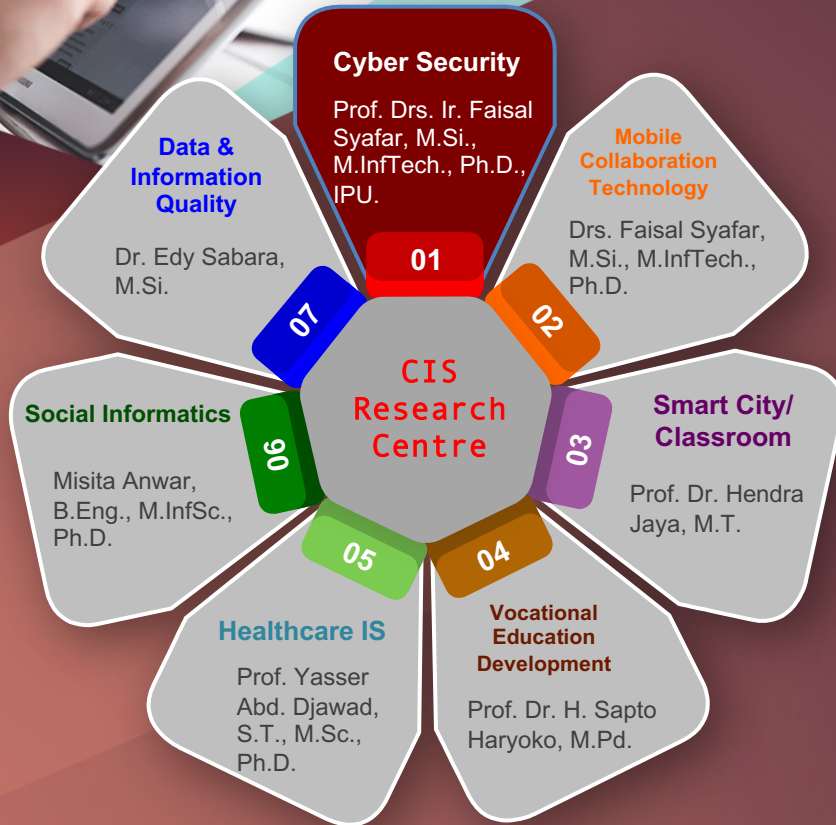 Cyber Security
Prof. Drs. Ir. Faisal
Syafar, M.Si.,
M.InfTech., Ph.D.,
IPU.
01
Mobile
Collaboration
Technology
Drs. Faisal Syafar,
M.Si., M.InfTech.,
Ph.D.
02
Smart City/
Classroom
Prof. Dr. Hendra
Jaya, M.T.
03
Vocational
Education
Development
Prof. Dr. H. Sapto
Haryoko, M.Pd.
04
Healthcare IS
Prof. Yasser
Abd. Djawad,
S.T., M.Sc.,
Ph.D.
05
Social Informatics
Misita Anwar,
B.Eng., M.InfSc.,
Ph.D.
06
Data &
Information
Quality
Dr. Edy Sabara,
M.Si.
07
CIS
Research
Centre